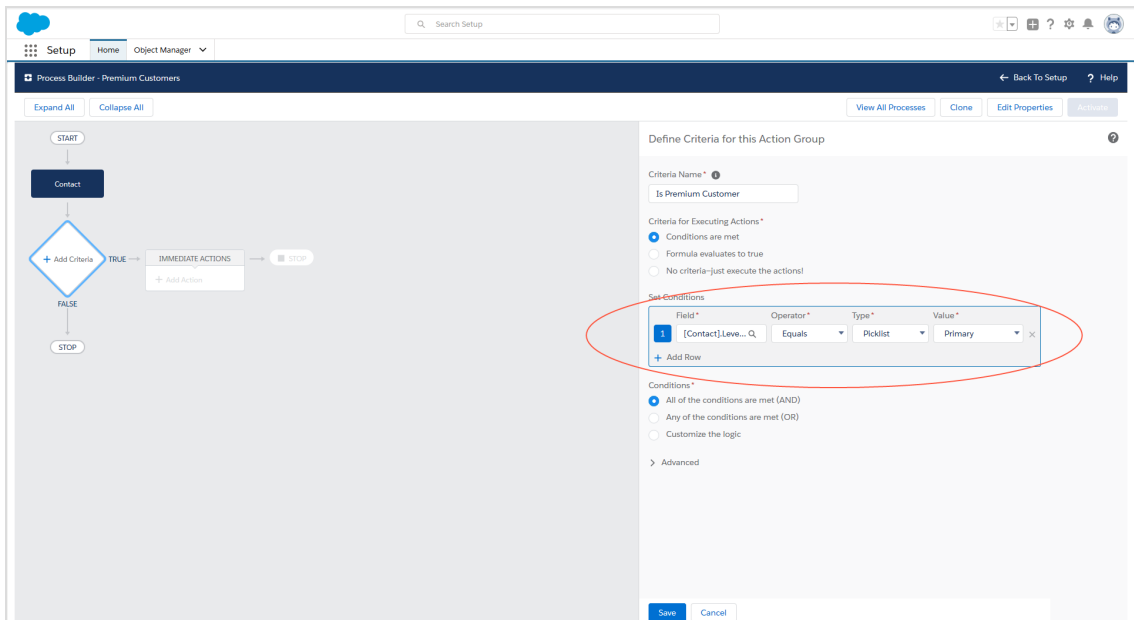 Search Setup
Setup Home Object Manager
Process Builder - Premium Customers Back To Setup ? Help
Expand All Collapse All View All Processes Clone Edit Properties Activate
START
Contact
+ Add Criteria
TRUE
IMMEDIATE ACTIONS
+ Add Action
STOP
FALSE
STOP
Define Criteria for this Action Group
Criteria Name *
Is Premium Customer
Criteria for Executing Actions *
Conditions are met
Formula evaluates to true
No criteria–just execute the actions!
Set Conditions
Field * Operator * Type * Value *
1 [Contact].Leve... Equals Picklist Primary
+ Add Row
Conditions *
All of the conditions are met (AND)
Any of the conditions are met (OR)
Customize the logic
Advanced
Save Cancel